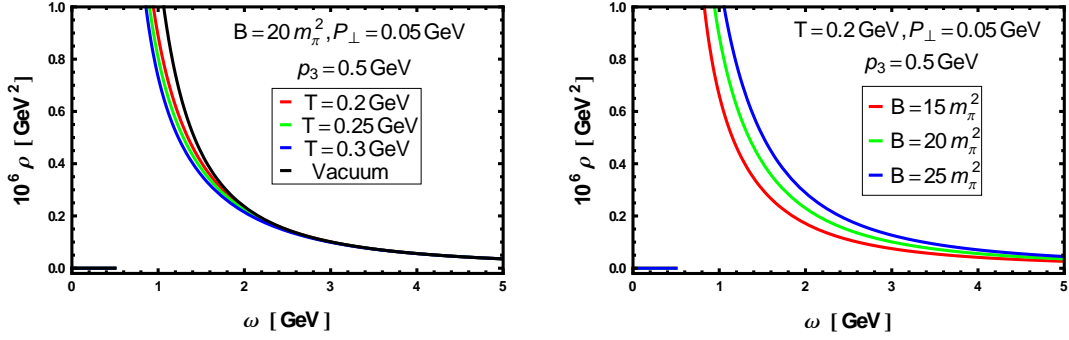 B = 20 m_π^2, P_⊥ = 0.05 GeV
p_3 = 0.5 GeV
T = 0.2 GeV
T = 0.25 GeV
T = 0.3 GeV
Vacuum
10^6 ρ [ GeV^2 ]
1.0
0.8
0.6
0.4
0.2
0.0
0 1 2 3 4 5
ω [ GeV ]
T = 0.2 GeV, P_⊥ = 0.05 GeV
p_3 = 0.5 GeV
B = 15 m_π^2
B = 20 m_π^2
B = 25 m_π^2
10^6 ρ [ GeV^2 ]
1.0
0.8
0.6
0.4
0.2
0.0
0 1 2 3 4 5
ω [ GeV ]